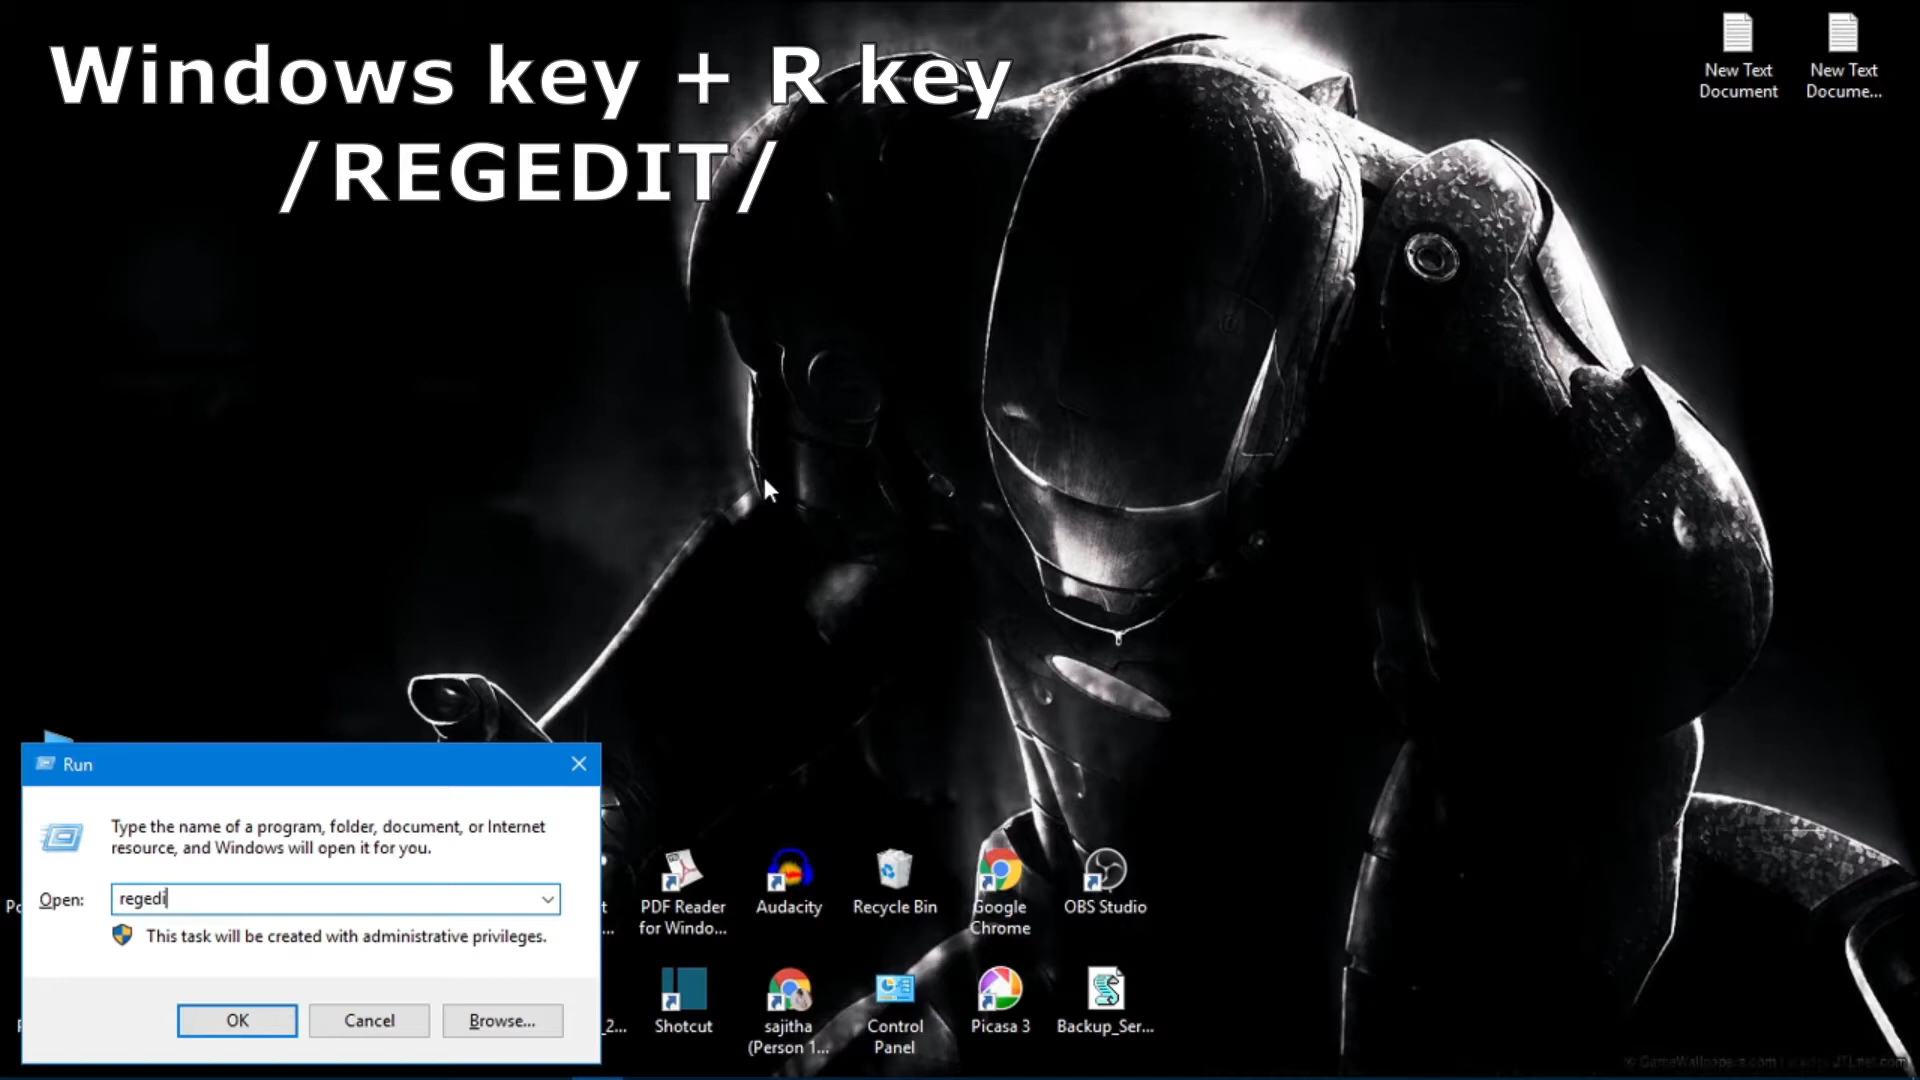 Windows key + R key
/REGEDIT/
New Text
Document
New Text
Docume...
Run
Type the name of a program, folder, document, or Internet
resource, and Windows will open it for you.
Open:
regedi
This task will be created with administrative privileges.
OK
Cancel
Browse...
PDF Reader
for Windo...
Audacity
Recycle Bin
Google
Chrome
OBS Studio
_2...
Shotcut
sajitha
(Person 1...
Control
Panel
Picasa 3
Backup_Ser...